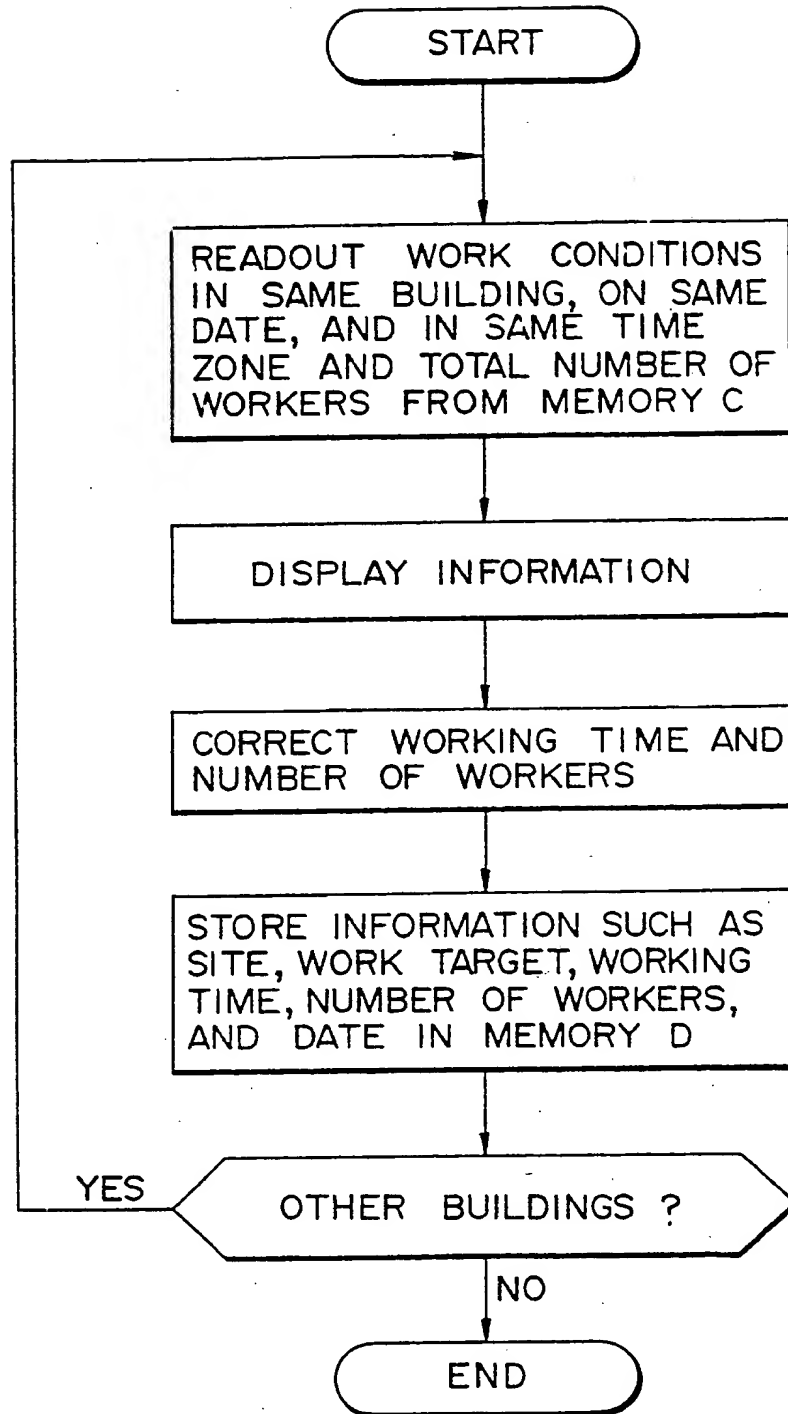 START
READOUT WORK CONDITIONS
IN SAME BUILDING, ON SAME
DATE, AND IN SAME TIME
ZONE AND TOTAL NUMBER OF
WORKERS FROM MEMORY C
DISPLAY INFORMATION
CORRECT WORKING TIME AND
NUMBER OF WORKERS
STORE INFORMATION SUCH AS
SITE, WORK TARGET, WORKING
TIME, NUMBER OF WORKERS,
AND DATE IN MEMORY D
YES
OTHER BUILDINGS ?
NO
END